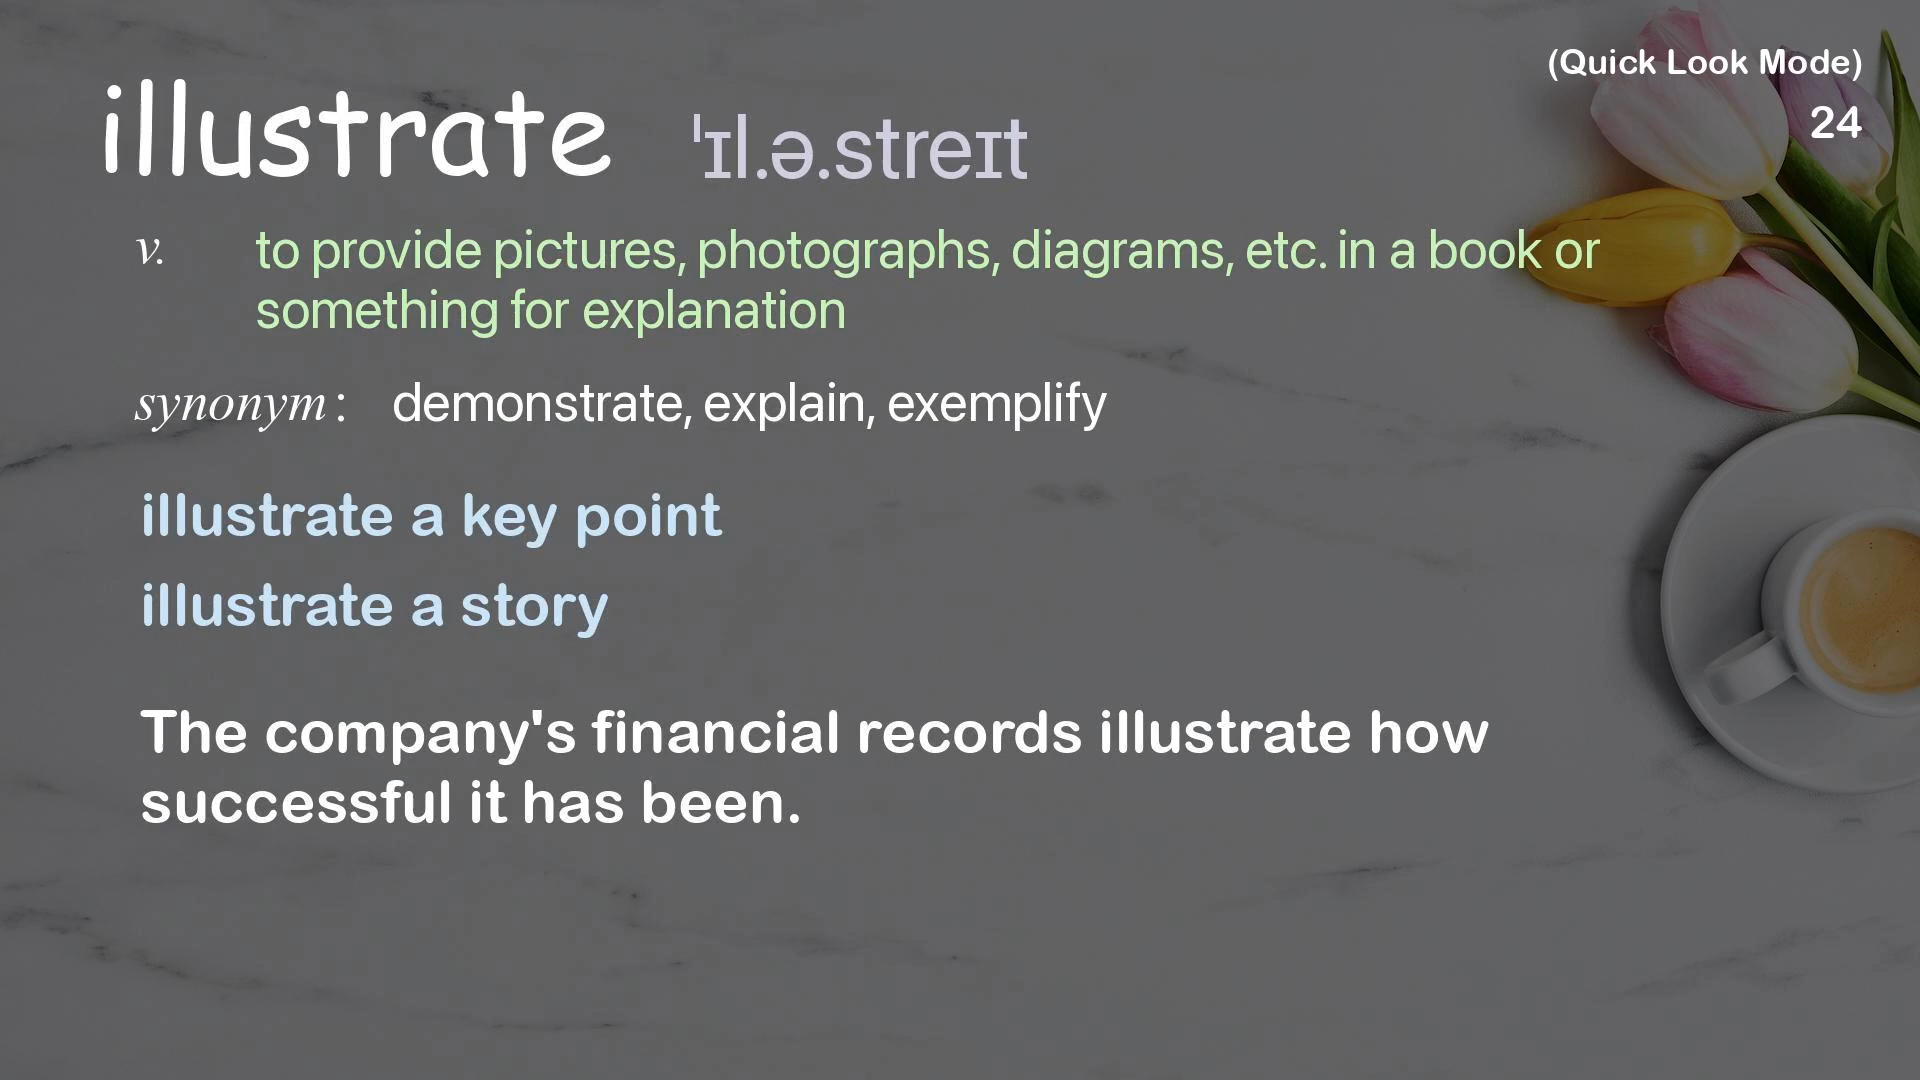 (Quick Look Mode)
24
illustrate ˈɪl.ə.streɪt
v. to provide pictures, photographs, diagrams, etc. in a book or
something for explanation
synonym : demonstrate, explain, exemplify
illustrate a key point
illustrate a story
The company's financial records illustrate how
successful it has been.